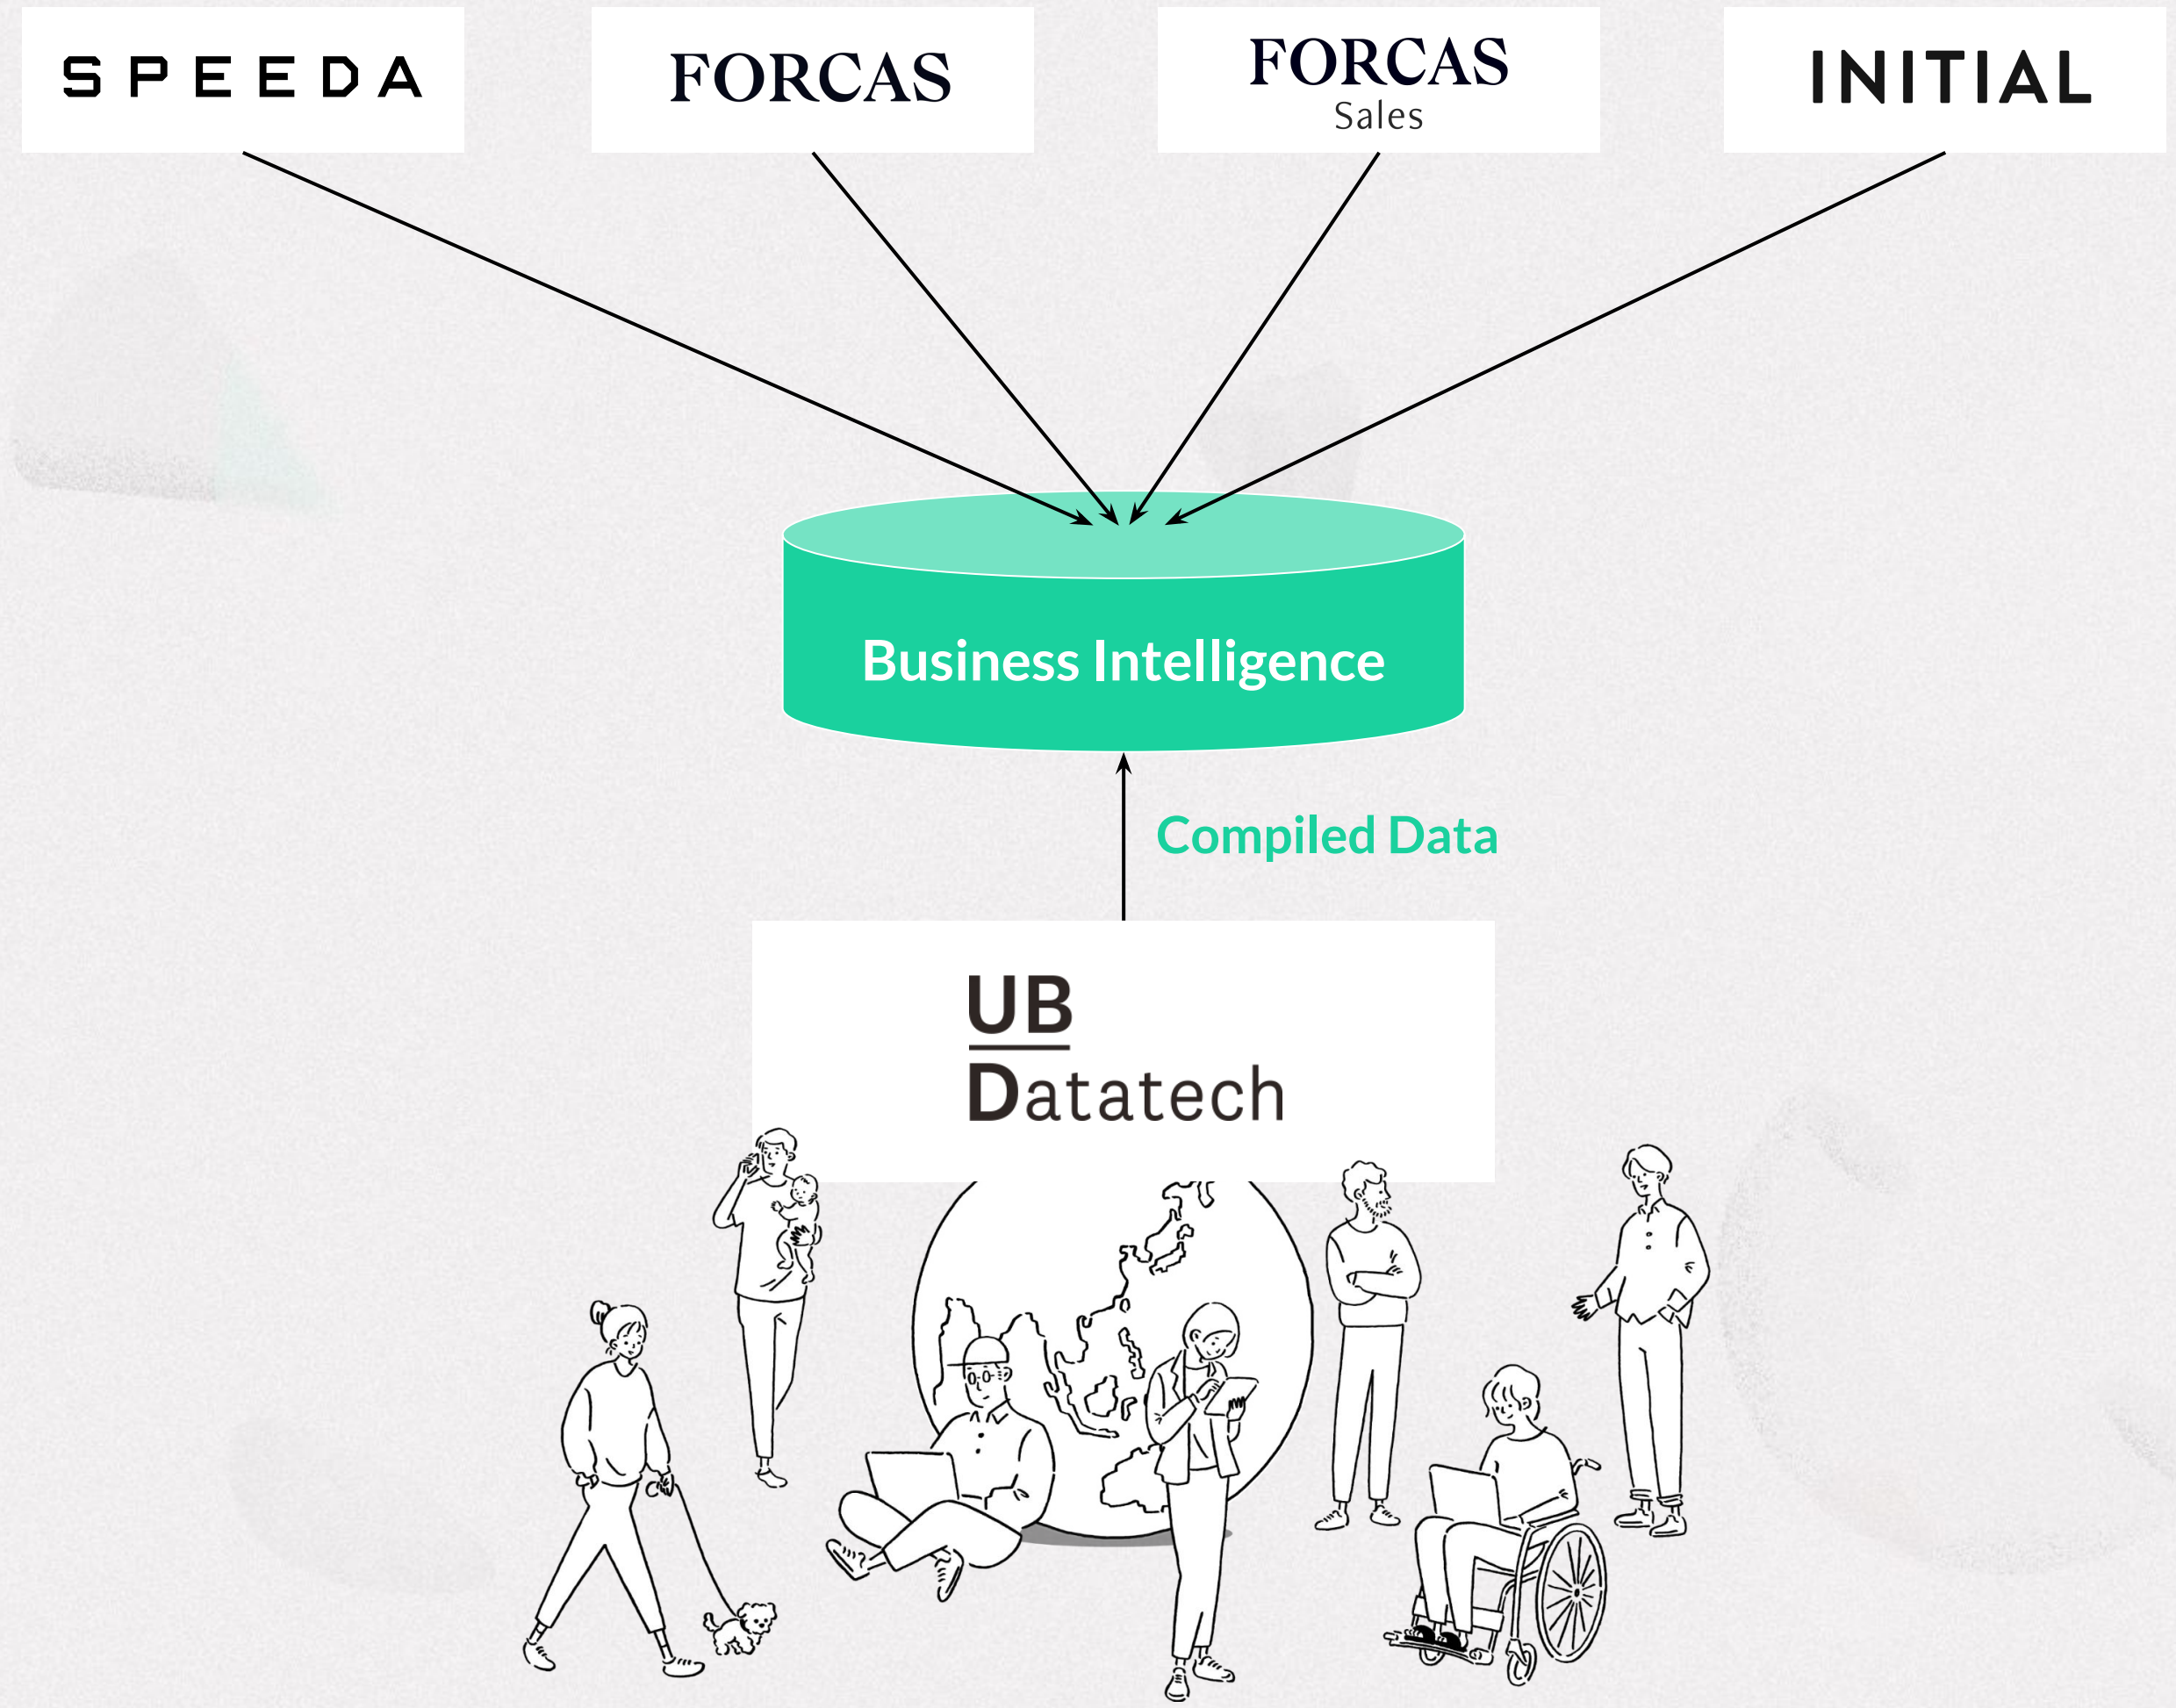 SPEEDA
FORCAS
FORCAS
Sales
INITIAL
Business Intelligence
Compiled Data
UB
Datatech